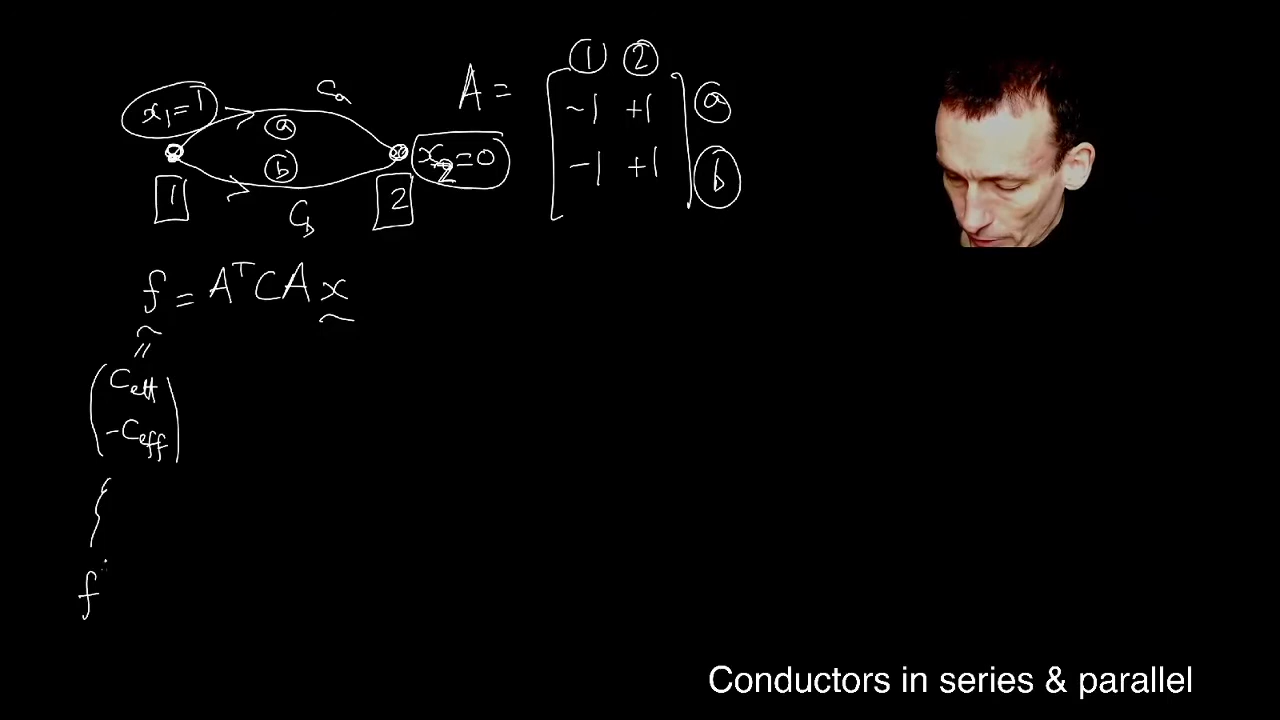 ① ②
A = [ -1 +1 ] ⓐ
[ -1 +1 ] ⓑ
x₁=1
Cₐ
ⓐ
ⓑ
x₂=0
1
2
C_b
f = AᵀCAx
=
( C_eff )
( -C_eff )
f
Conductors in series & parallel